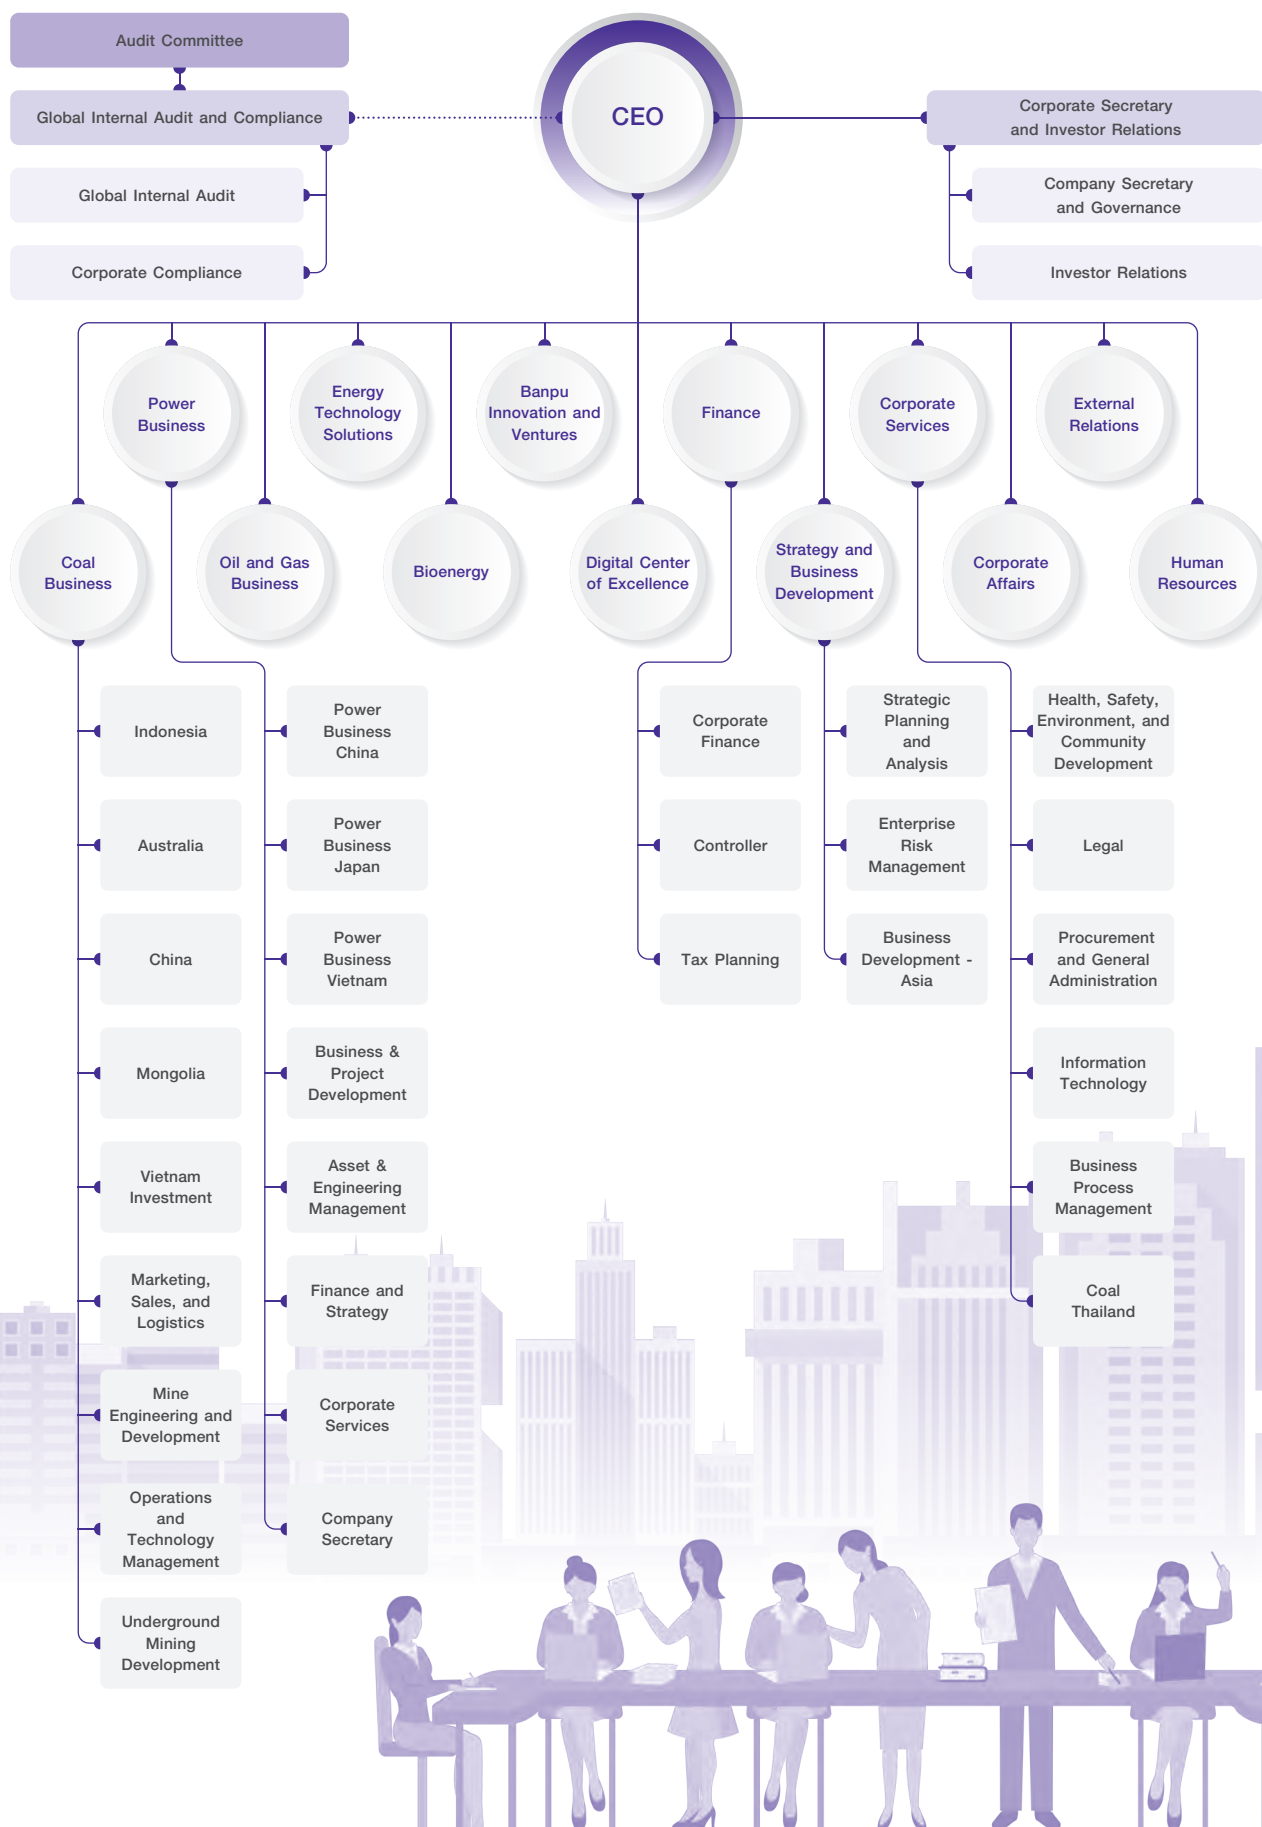 Audit Committee
Global Internal Audit and Compliance
Global Internal Audit
Corporate Compliance
CEO
Corporate Secretary
and Investor Relations
Company Secretary
and Governance
Investor Relations
Power
Business
Energy
Technology
Solutions
Banpu
Innovation and
Ventures
Finance
Corporate
Services
External
Relations
Coal
Business
Oil and Gas
Business
Bioenergy
Digital Center
of Excellence
Strategy and
Business
Development
Corporate
Affairs
Human
Resources
Indonesia
Australia
China
Mongolia
Vietnam
Investment
Marketing,
Sales, and
Logistics
Mine
Engineering and
Development
Operations
and
Technology
Management
Underground
Mining
Development
Power
Business
China
Power
Business
Japan
Power
Business
Vietnam
Business &
Project
Development
Asset &
Engineering
Management
Finance and
Strategy
Corporate
Services
Company
Secretary
Corporate
Finance
Controller
Tax Planning
Strategic
Planning
and
Analysis
Enterprise
Risk
Management
Business
Development -
Asia
Health, Safety,
Environment, and
Community
Development
Legal
Procurement
and General
Administration
Information
Technology
Business
Process
Management
Coal
Thailand